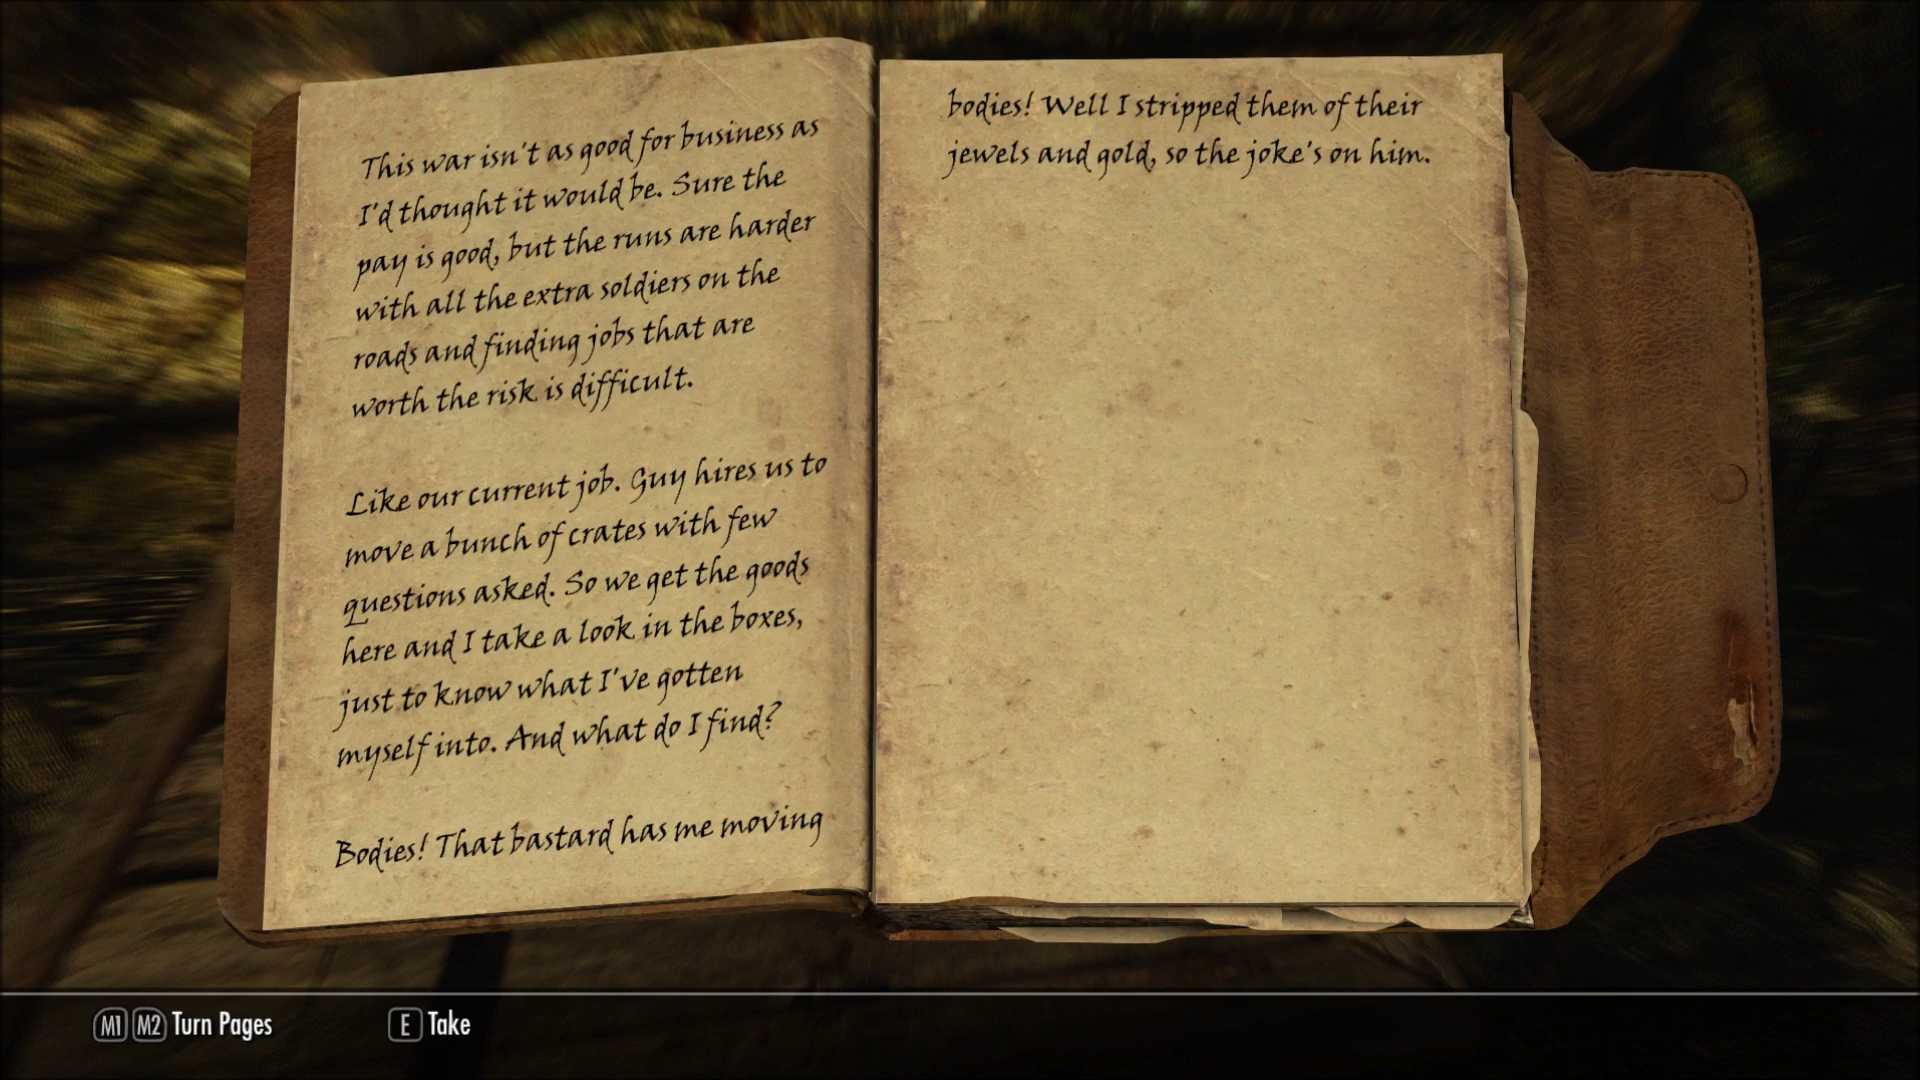 This war isn't as good for business as
I'd thought it would be. Sure the
pay is good, but the runs are harder
with all the extra soldiers on the
roads and finding jobs that are
worth the risk is difficult.
Like our current job. Guy hires us to
move a bunch of crates with few
questions asked. So we get the goods
here and I take a look in the boxes,
just to know what I've gotten
myself into. And what do I find?
Bodies! That bastard has me moving
bodies! Well I stripped them of their
jewels and gold, so the joke's on him.
M1 M2 Turn Pages E Take